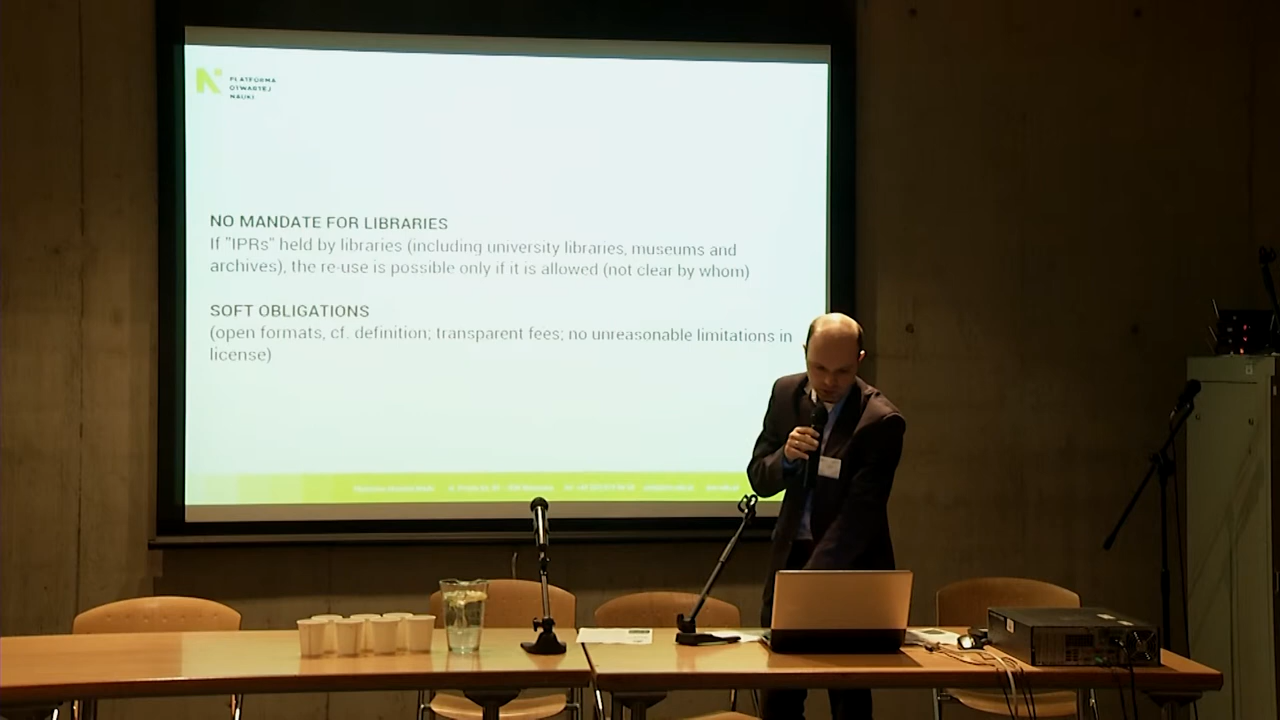 PLATFORMA
OTWARTEJ
NAUKI
NO MANDATE FOR LIBRARIES
If "IPRs" held by libraries (including university libraries, museums and
archives), the re-use is possible only if it is allowed (not clear by whom)
SOFT OBLIGATIONS
(open formats, cf. definition; transparent fees; no unreasonable limitations in
license)